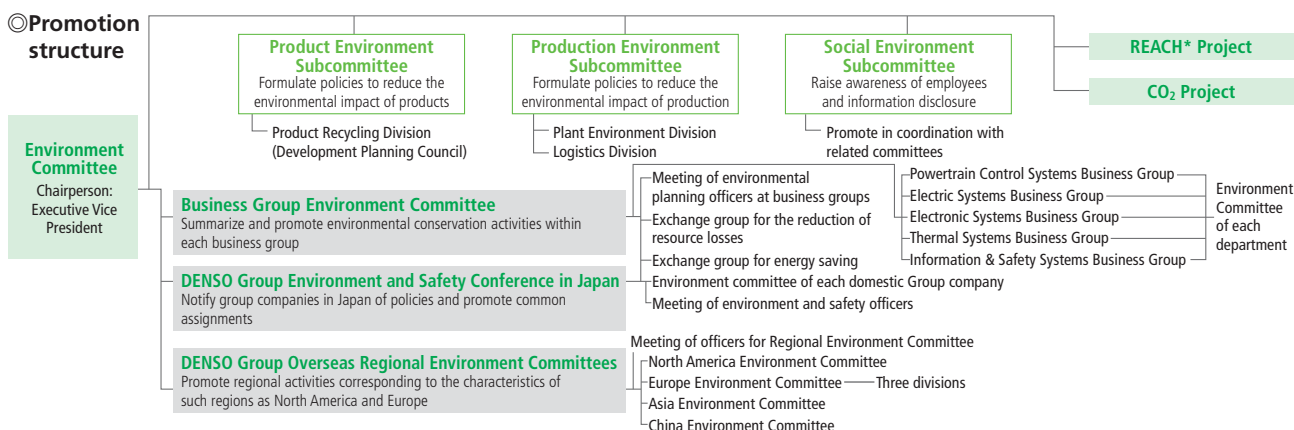 ◎Promotion
structure
Product Environment
Subcommittee
Formulate policies to reduce the
environmental impact of products
Product Recycling Division
(Development Planning Council)
Production Environment
Subcommittee
Formulate policies to reduce the
environmental impact of production
Plant Environment Division
Logistics Division
Social Environment
Subcommittee
Raise awareness of employees
and information disclosure
Promote in coordination with
related committees
REACH* Project
CO₂ Project
Environment
Committee
Chairperson:
Executive Vice
President
Business Group Environment Committee
Summarize and promote environmental conservation activities within
each business group
Meeting of environmental
planning officers at business groups
Exchange group for the reduction of
resource losses
Exchange group for energy saving
Powertrain Control Systems Business Group
Electric Systems Business Group
Electronic Systems Business Group
Thermal Systems Business Group
Information & Safety Systems Business Group
Environment
Committee
of each
department
DENSO Group Environment and Safety Conference in Japan
Notify group companies in Japan of policies and promote common
assignments
Environment committee of each domestic Group company
Meeting of environment and safety officers
DENSO Group Overseas Regional Environment Committees
Promote regional activities corresponding to the characteristics of
such regions as North America and Europe
Meeting of officers for Regional Environment Committee
North America Environment Committee
Europe Environment Committee
Three divisions
Asia Environment Committee
China Environment Committee